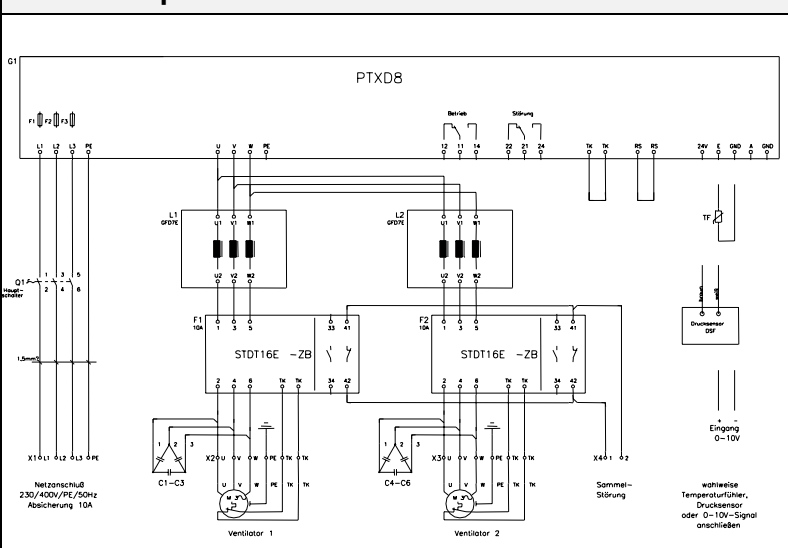 G1
PTXD8
F1 F2 F3
Betrieb Störung
L1 L2 L3 PE U V W PE 12 11 14 22 21 24 TK TK RS RS 24V E GND A GND
L1
GFD7E
U1 V1 W1
U2 V2 W2
L2
GFD7E
U1 V1 W1
U2 V2 W2
TF
Q1
Haupt-
schalter
1 3 5
2 4 6
braun weiß
Drucksensor
DSF
F1
10A
1 3 5 33 41
STDT16E -ZB
2 4 6 TK TK 34 42
F2
10A
1 3 5 33 41
STDT16E -ZB
2 4 6 TK TK 34 42
1,5mm²
+ -
Eingang
0-10V
1 2 3
C1-C3
1 2 3
C4-C6
X1 L1 L2 L3 PE
X2 U V W PE TK TK
X3 U V W PE TK TK
X4 1 2
U V W PE TK TK
M 3~
U V W PE TK TK
M 3~
Netzanschluß
230/400V/PE/50Hz
Absicherung 10A
Ventilator 1
Ventilator 2
Sammel-
Störung
wahlweise
Temperaturfühler,
Drucksensor
oder 0-10V-Signal
anschließen